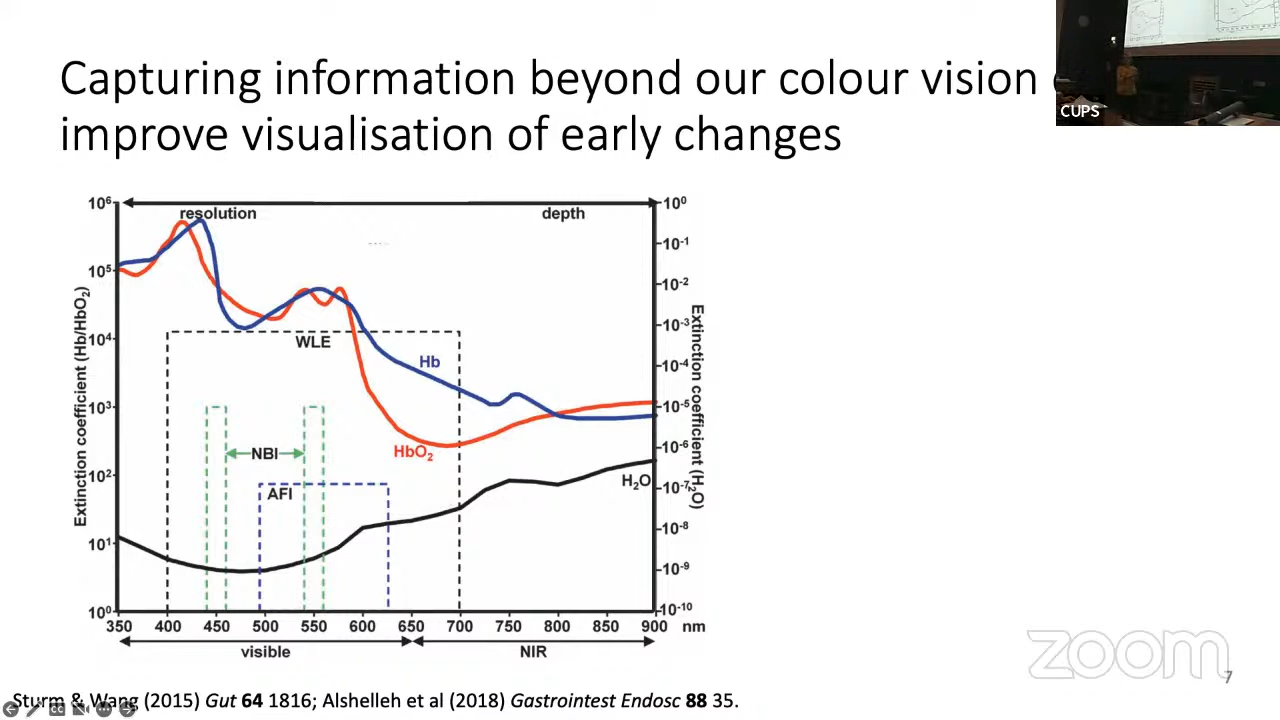 Capturing information beyond our colour vision
improve visualisation of early changes
CUPS
resolution
depth
10⁶
10⁵
10⁴
10³
10²
10¹
10⁰
Extinction coefficient (Hb/HbO₂)
10⁰
10⁻¹
10⁻²
10⁻³
10⁻⁴
10⁻⁵
10⁻⁶
10⁻⁷
10⁻⁸
10⁻⁹
10⁻¹⁰
Extinction coefficient (H₂O)
WLE
Hb
NBI
HbO₂
AFI
H₂O
350 400 450 500 550 600 650 700 750 800 850 900 nm
visible
NIR
zoom
7
Sturm & Wang (2015) Gut 64 1816; Alshelleh et al (2018) Gastrointest Endosc 88 35.
CC